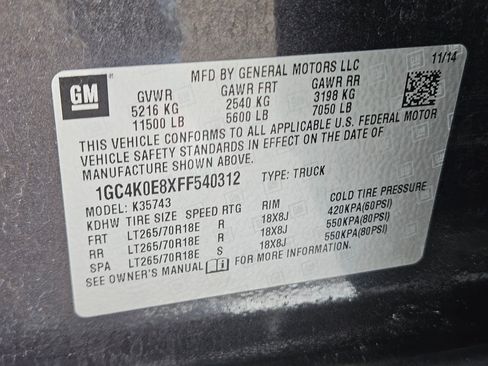 GM
MFD BY GENERAL MOTORS LLC
11/14
GVWR GAWR FRT GAWR RR
5216 KG 2540 KG 3198 KG
11500 LB 5600 LB 7050 LB
THIS VEHICLE CONFORMS TO ALL APPLICABLE U.S. FEDERAL MOTOR
VEHICLE SAFETY STANDARDS IN EFFECT ON THE DATE OF
MANUFACTURE SHOWN ABOVE.
1GC4K0E8XFF540312 TYPE: TRUCK
MODEL: K35743
KDHW TIRE SIZE SPEED RTG RIM COLD TIRE PRESSURE
FRT LT265/70R18E R 18X8J 420KPA(60PSI)
RR LT265/70R18E R 18X8J 550KPA(80PSI)
SPA LT265/70R18E S 18X8J 550KPA(80PSI)
SEE OWNER'S MANUAL FOR MORE INFORMATION.